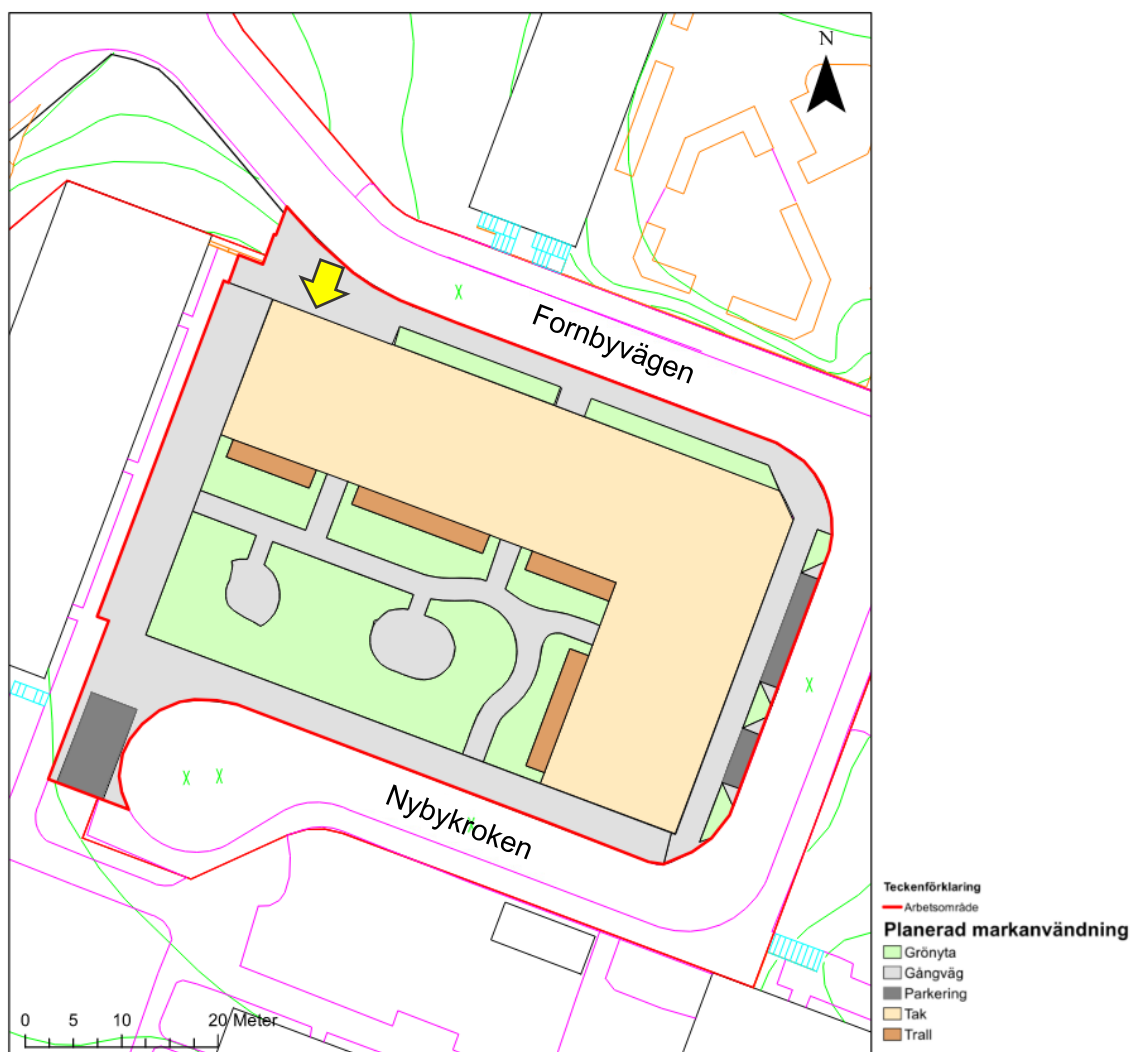 N
Fornbyvägen
Nybykroken
Teckenförklaring
Arbetsområde
Planerad markanvändning
Grönyta
Gångväg
Parkering
Tak
Trall
0 5 10 20 Meter